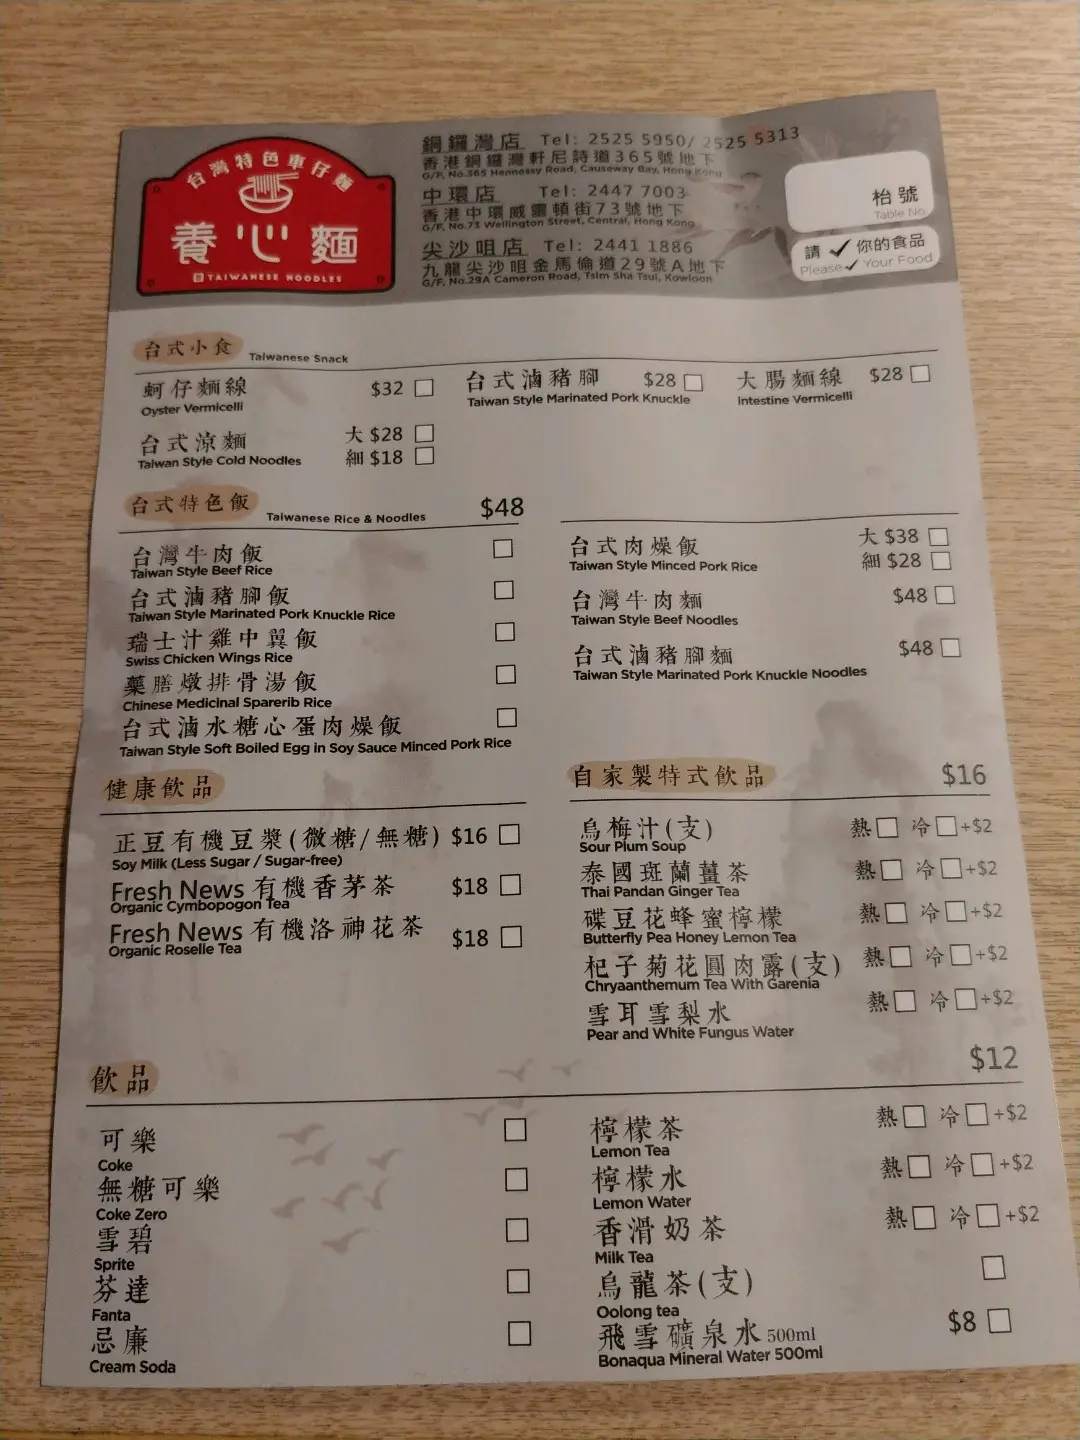 台灣特色車仔麵
養心麵
TAIWANESE NOODLES
銅鑼灣店 Tel: 2525 5950/ 2525 5313
香港銅鑼灣軒尼詩道365號地下
G/F, No.365 Hennessy Road, Causeway Bay, Hong Kong
中環店 Tel: 2447 7003
香港中環威靈頓街73號地下
G/F, No.73 Wellington Street, Central, Hong Kong
尖沙咀店 Tel: 2441 1886
九龍尖沙咀金馬倫道29號A地下
G/F, No.29A Cameron Road, Tsim Sha Tsui, Kowloon
枱號
Table No.
請✓你的食品
Please✓Your Food
台式小食 Taiwanese Snack
蚵仔麵線 $32 □
Oyster Vermicelli
台式滷豬腳 $28 □
Taiwan Style Marinated Pork Knuckle
大腸麵線 $28 □
Intestine Vermicelli
台式涼麵 大 $28 □
Taiwan Style Cold Noodles 細 $18 □
台式特色飯 Taiwanese Rice & Noodles $48
台灣牛肉飯 □
Taiwan Style Beef Rice
台式滷豬腳飯 □
Taiwan Style Marinated Pork Knuckle Rice
瑞士汁雞中翼飯 □
Swiss Chicken Wings Rice
藥膳燉排骨湯飯 □
Chinese Medicinal Sparerib Rice
台式滷水糖心蛋肉燥飯 □
Taiwan Style Soft Boiled Egg in Soy Sauce Minced Pork Rice
台式肉燥飯 大 $38 □
Taiwan Style Minced Pork Rice 細 $28 □
台灣牛肉麵 $48 □
Taiwan Style Beef Noodles
台式滷豬腳麵 $48 □
Taiwan Style Marinated Pork Knuckle Noodles
健康飲品
正豆有機豆漿(微糖/無糖) $16 □
Soy Milk (Less Sugar / Sugar-free)
Fresh News 有機香茅茶 $18 □
Organic Cymbopogon Tea
Fresh News 有機洛神花茶 $18 □
Organic Roselle Tea
自家製特式飲品 $16
烏梅汁(支) 熱□ 冷□+$2
Sour Plum Soup
泰國斑蘭薑茶 熱□ 冷□+$2
Thai Pandan Ginger Tea
碟豆花蜂蜜檸檬 熱□ 冷□+$2
Butterfly Pea Honey Lemon Tea
杞子菊花圓肉露(支) 熱□ 冷□+$2
Chryaanthemum Tea With Garenia
雪耳雪梨水 熱□ 冷□+$2
Pear and White Fungus Water
飲品 $12
可樂 □
Coke
無糖可樂 □
Coke Zero
雪碧 □
Sprite
芬達 □
Fanta
忌廉 □
Cream Soda
檸檬茶 熱□ 冷□+$2
Lemon Tea
檸檬水 熱□ 冷□+$2
Lemon Water
香滑奶茶 熱□ 冷□+$2
Milk Tea
烏龍茶(支) □
Oolong tea
飛雪礦泉水 500ml $8 □
Bonaqua Mineral Water 500ml